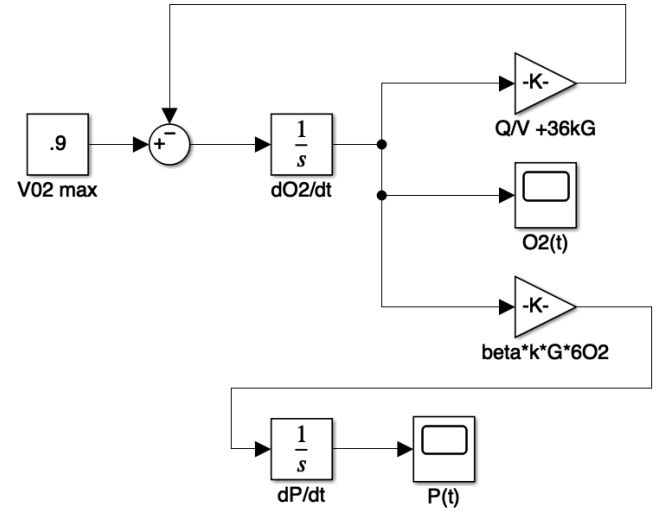 -K-
Q/V +36kG
.9
V02 max
−
+
1
s
dO2/dt
O2(t)
-K-
beta*k*G*6O2
1
s
dP/dt
P(t)